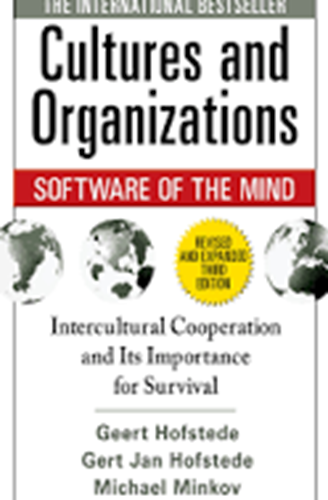 THE INTERNATIONAL BESTSELLER
Cultures and
Organizations
SOFTWARE OF THE MIND
REVISED
AND EXPANDED
THIRD
EDITION
Intercultural Cooperation
and Its Importance
for Survival
Geert Hofstede
Gert Jan Hofstede
Michael Minkov